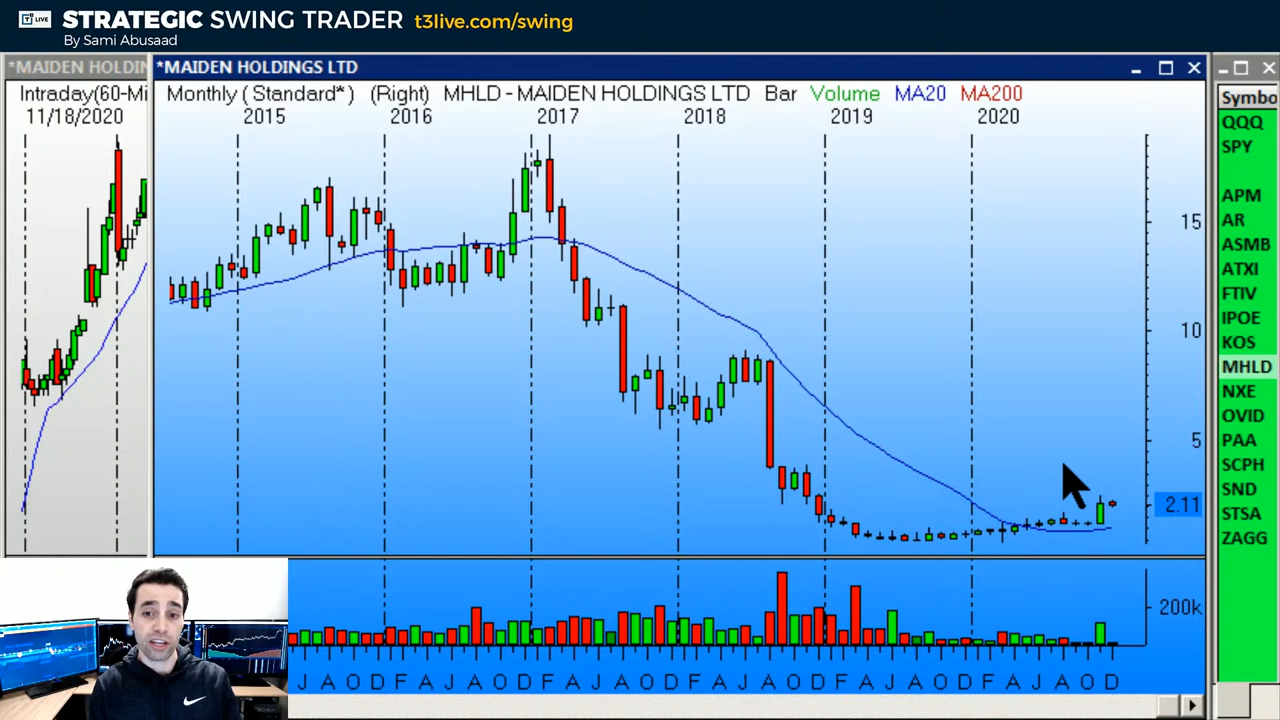 LIVE STRATEGIC SWING TRADER t3live.com/swing
By Sami Abusaad
*MAIDEN HOLDIN
*MAIDEN HOLDINGS LTD
Intraday(60-Mi
11/18/2020
Monthly ( Standard* ) (Right) MHLD - MAIDEN HOLDINGS LTD Bar Volume MA20 MA200
2015 2016 2017 2018 2019 2020
15
10
5
2.11
200k
J A O D F A J A O D F A J A O D F A J A O D F A J A O D F A J A O D
Symbo
QQQ
SPY
APM
AR
ASMB
ATXI
FTIV
IPOE
KOS
MHLD
NXE
OVID
PAA
SCPH
SND
STSA
ZAGG